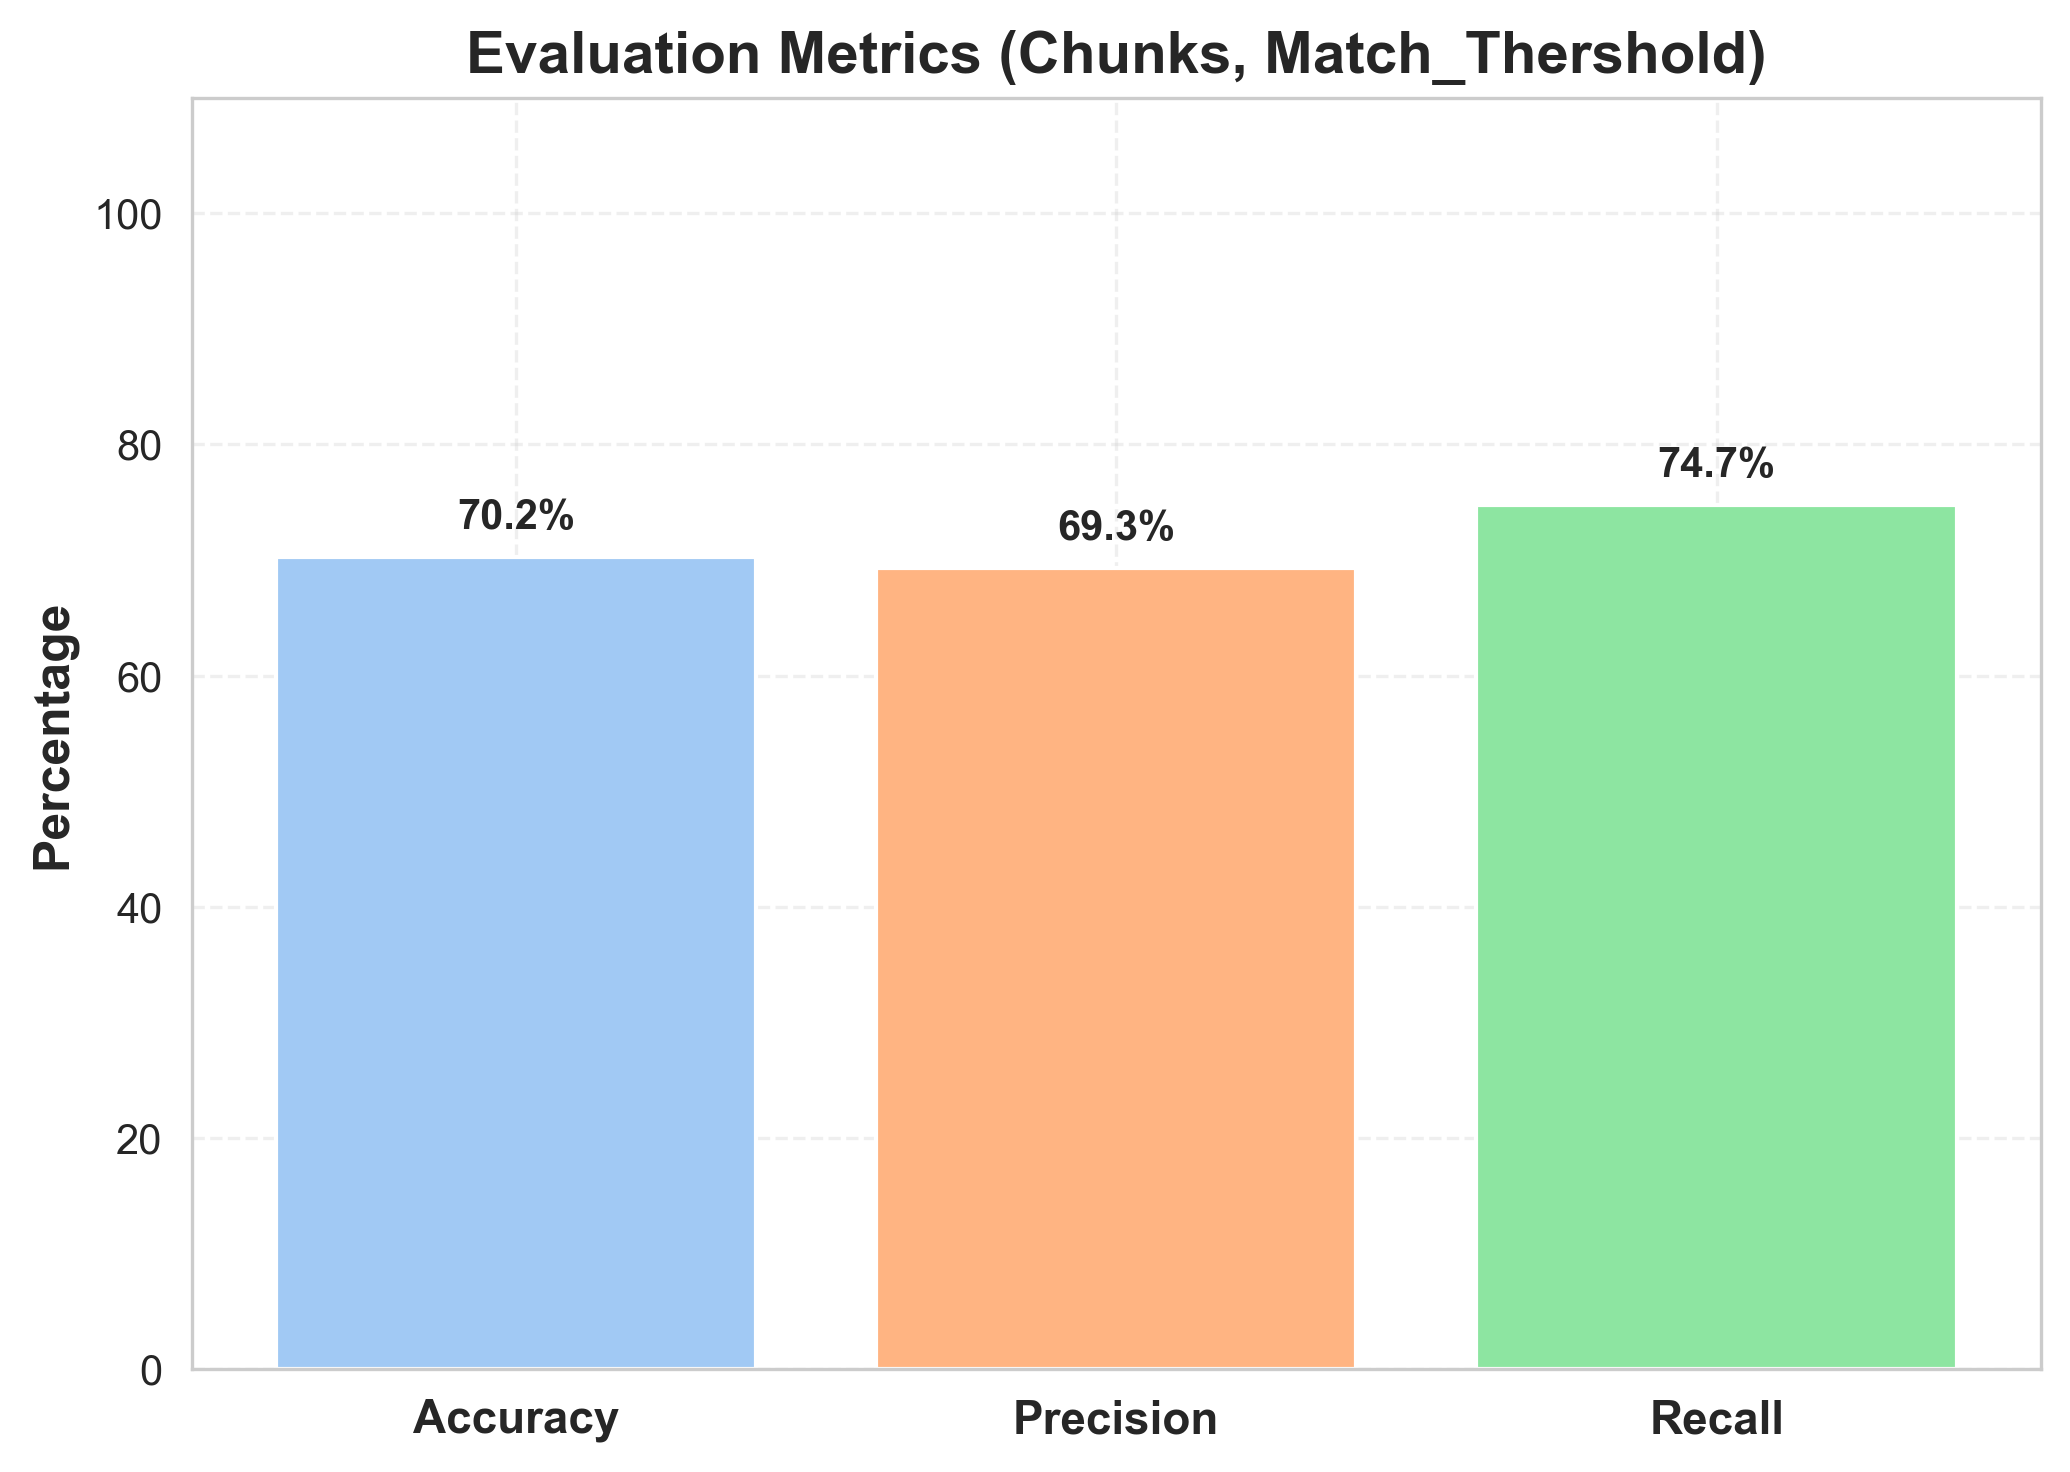 Evaluation Metrics (Chunks, Match_Thershold)
100
80
60
40
20
0
Percentage
70.2%
69.3%
74.7%
Accuracy
Precision
Recall